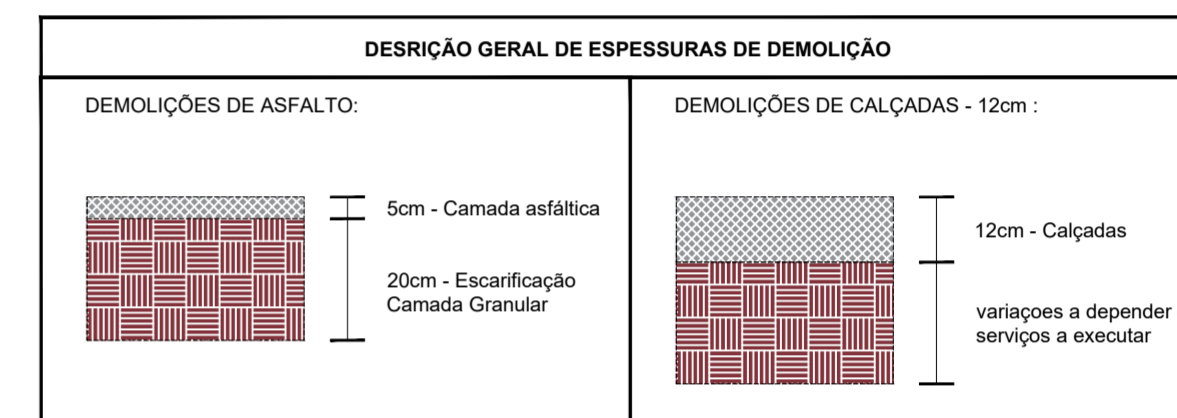 DESRIÇÃO GERAL DE ESPESSURAS DE DEMOLIÇÃO
DEMOLIÇÕES DE ASFALTO:
5cm - Camada asfáltica
20cm - Escarificação
Camada Granular
DEMOLIÇÕES DE CALÇADAS - 12cm :
12cm - Calçadas
variaçoes a depender
serviços a executar